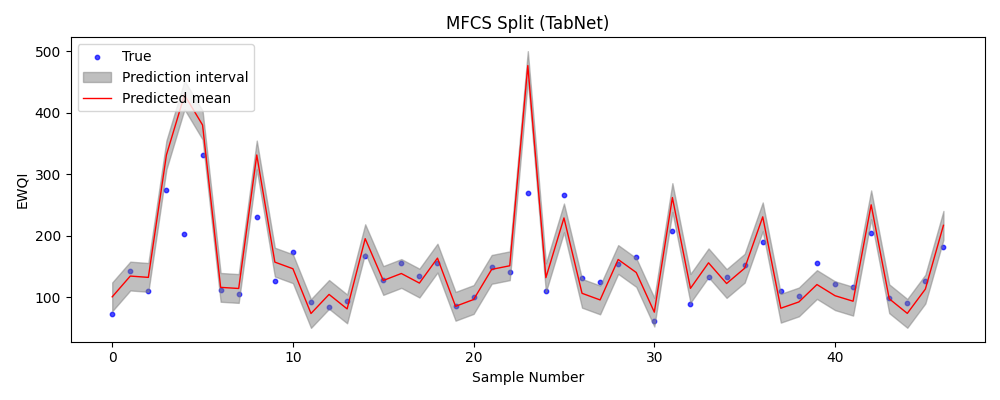 MFCS Split (TabNet)
500
400
300
200
100
EWQI
True
Prediction interval
Predicted mean
0
10
20
30
40
Sample Number